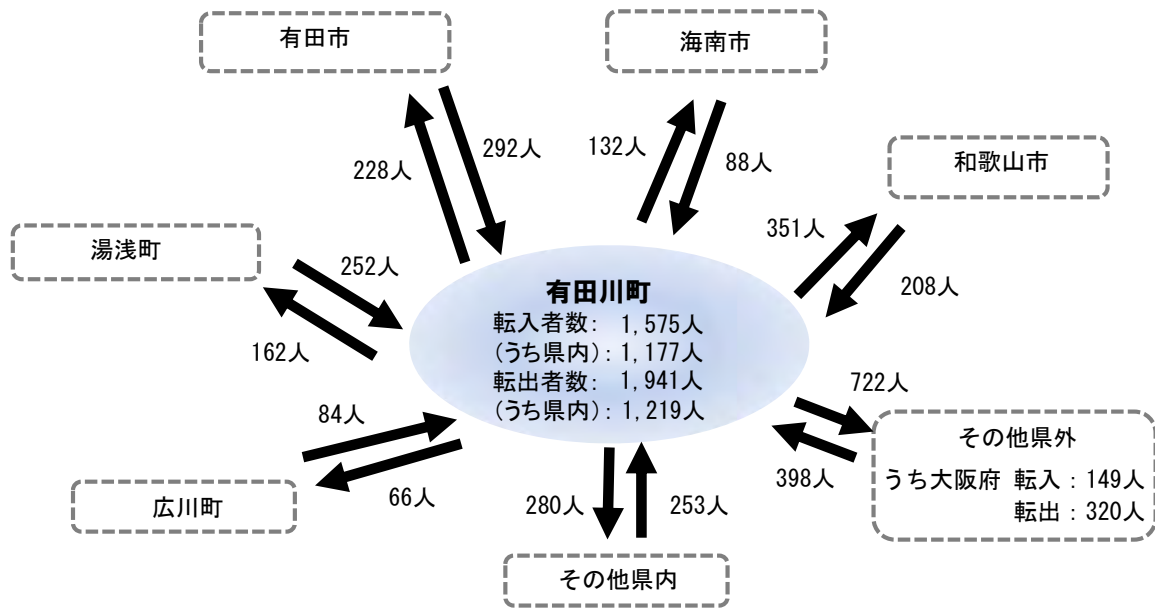 有田市
海南市
和歌山市
292人
228人
132人
88人
351人
208人
湯浅町
252人
162人
有田川町
転入者数: 1,575人
(うち県内): 1,177人
転出者数: 1,941人
(うち県内): 1,219人
722人
398人
その他県外
うち大阪府 転入 : 149人
転出 : 320人
84人
66人
広川町
280人
253人
その他県内